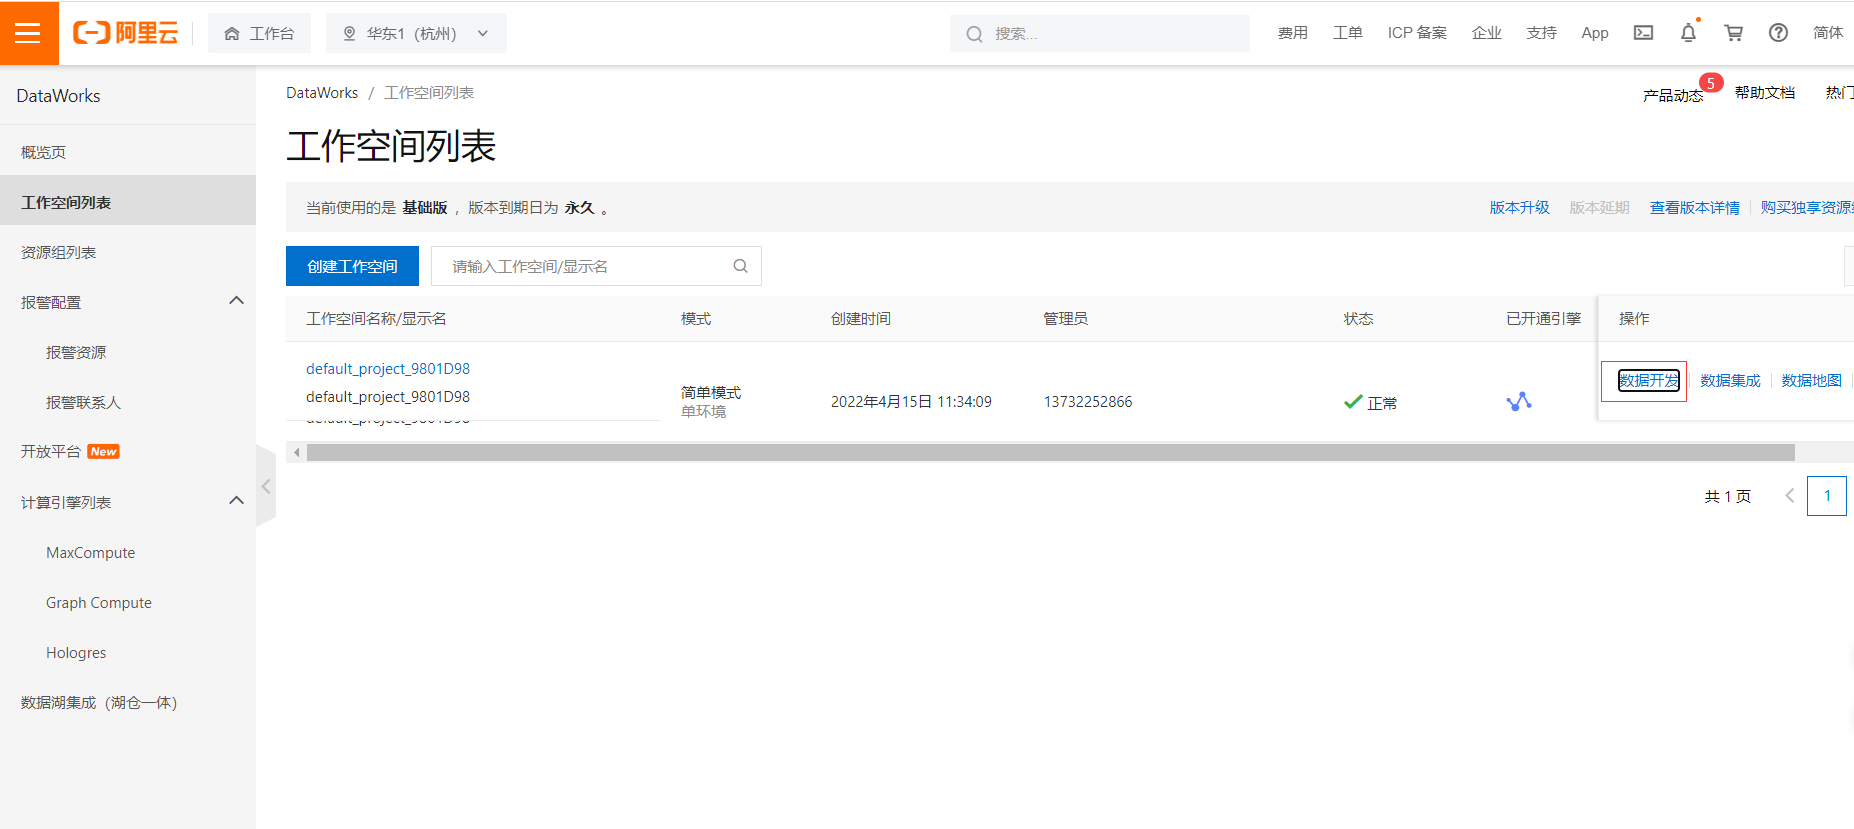 阿里云
工作台
华东1（杭州）
搜索...
费用
工单
ICP 备案
企业
支持
App
简体
DataWorks
概览页
工作空间列表
资源组列表
报警配置
报警资源
报警联系人
开放平台 New
计算引擎列表
MaxCompute
Graph Compute
Hologres
数据湖集成（湖仓一体）
DataWorks / 工作空间列表
产品动态 5
帮助文档
热门
工作空间列表
当前使用的是 基础版 ，版本到期日为 永久 。
版本升级
版本延期
查看版本详情
购买独享资源组
创建工作空间
请输入工作空间/显示名
工作空间名称/显示名
模式
创建时间
管理员
状态
已开通引擎
操作
default_project_9801D98
default_project_9801D98
default_project_9801D98
简单模式
单环境
2022年4月15日 11:34:09
13732252866
正常
数据开发
数据集成
数据地图
共 1 页
1